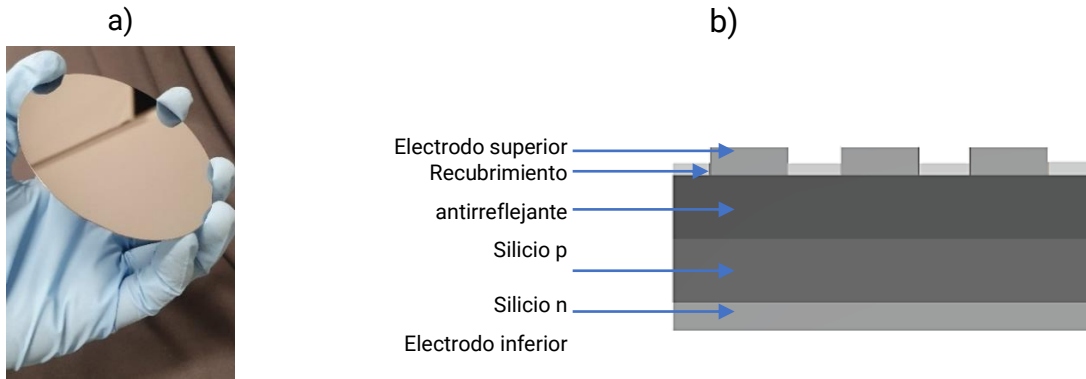 a)
b)
Electrodo superior
Recubrimiento
antirreflejante
Silicio p
Silicio n
Electrodo inferior